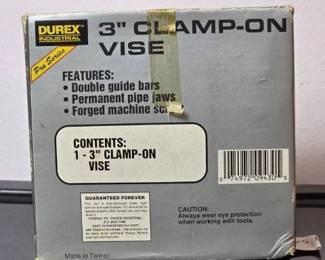 DUREX
INDUSTRIAL
Pro Series
3" CLAMP-ON
VISE
FEATURES:
• Double guide bars
• Permanent pipe jaws
• Forged machine
CONTENTS:
1 - 3" CLAMP-ON
VISE
GUARANTEED FOREVER
CAUTION:
Always wear eye protection
when working with tools.
Made in Taiwan